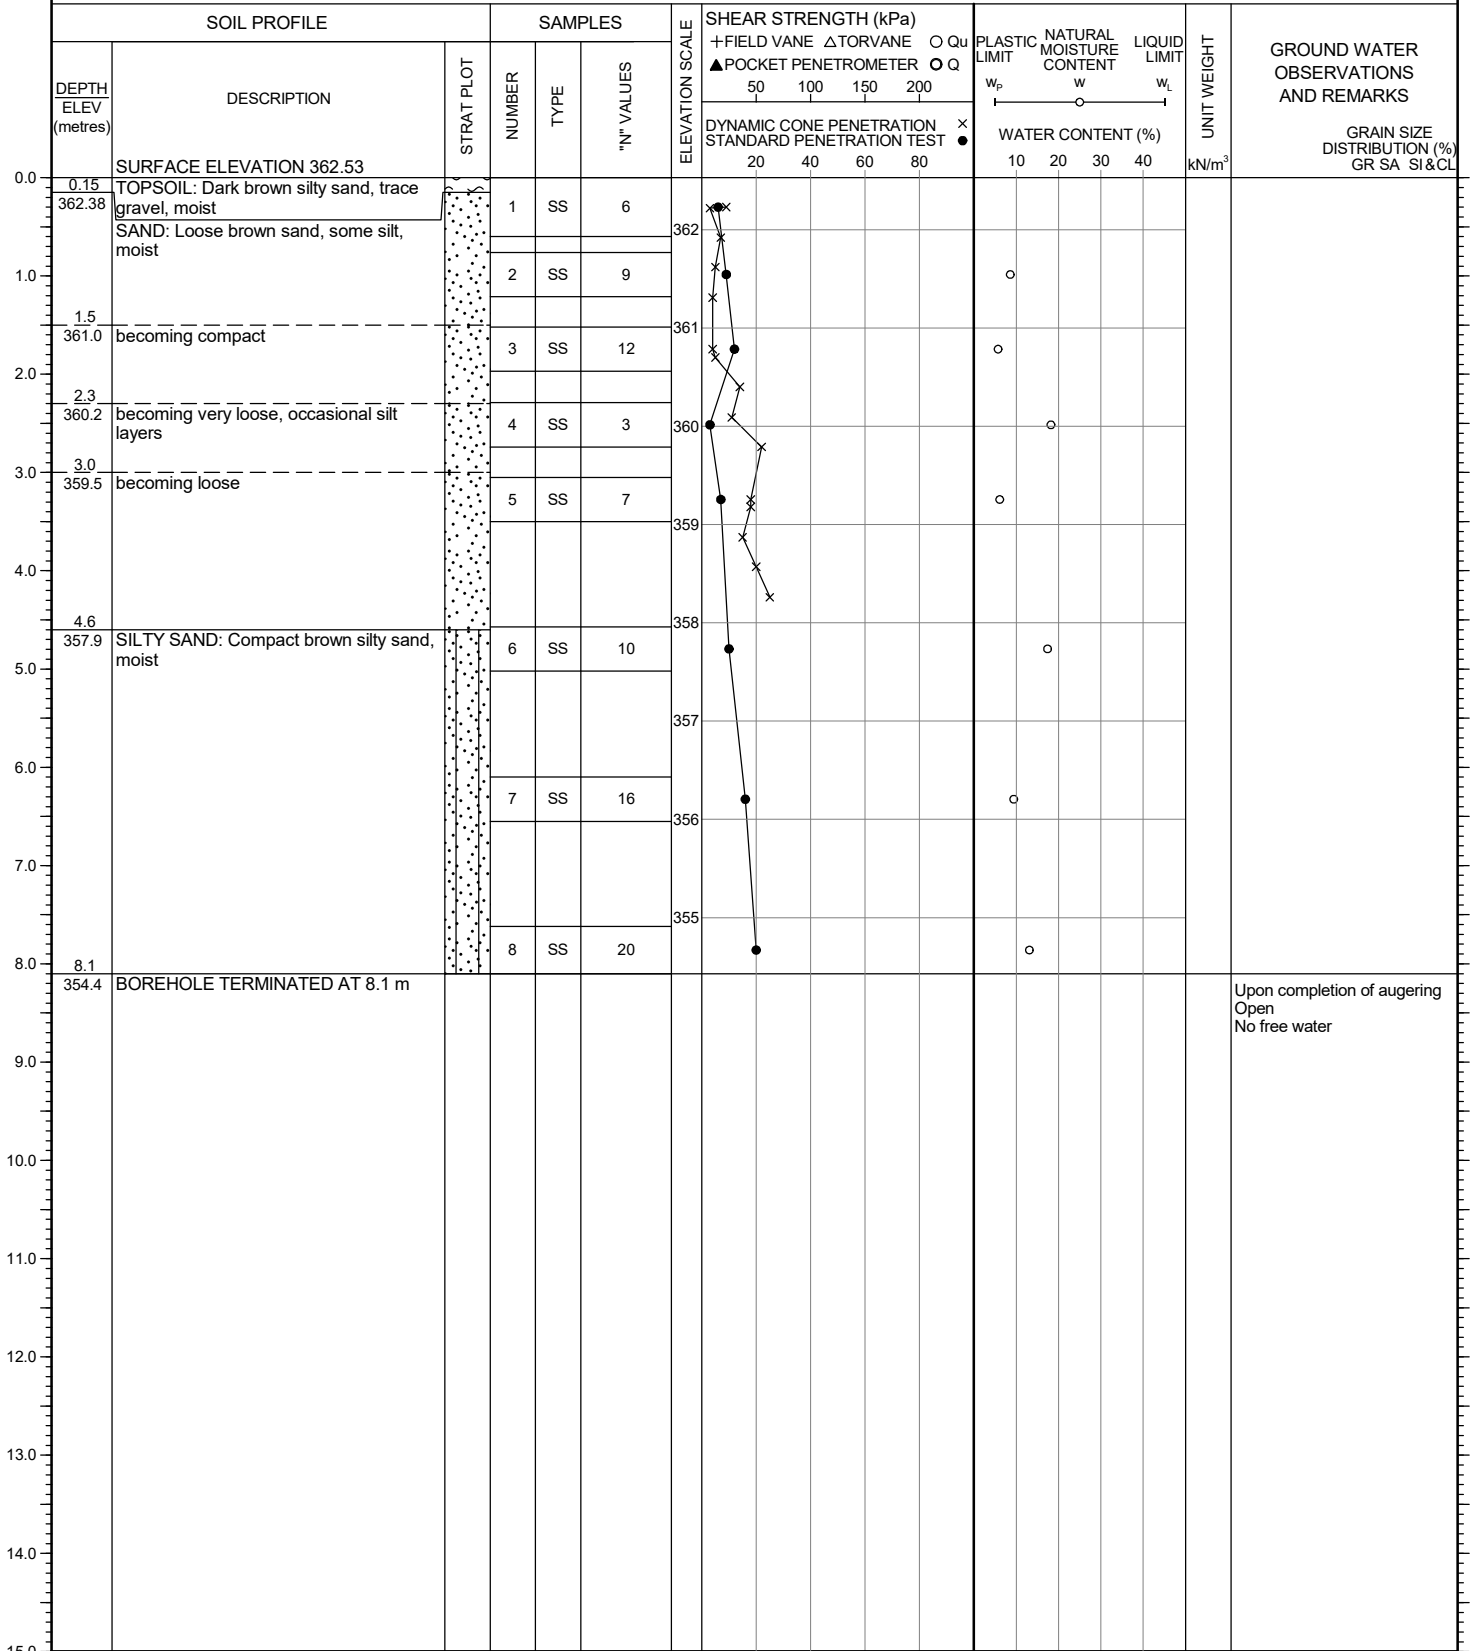 SOIL PROFILE
SAMPLES
DEPTH
ELEV
(metres)
DESCRIPTION
STRAT PLOT
NUMBER
TYPE
"N" VALUES
ELEVATION SCALE
SHEAR STRENGTH (kPa)
FIELD VANE TORVANE Qu
POCKET PENETROMETER Q
50 100 150 200
DYNAMIC CONE PENETRATION
STANDARD PENETRATION TEST
20 40 60 80
PLASTIC LIMIT
NATURAL MOISTURE CONTENT
LIQUID LIMIT
wP w wL
WATER CONTENT (%)
10 20 30 40
UNIT WEIGHT
kN/m3
GROUND WATER
OBSERVATIONS
AND REMARKS
GRAIN SIZE
DISTRIBUTION (%)
GR SA SI&CL
SURFACE ELEVATION 362.53
0.0
0.15
362.38
TOPSOIL: Dark brown silty sand, trace
gravel, moist
1 SS 6
SAND: Loose brown sand, some silt,
moist
362
1.0
2 SS 9
1.5
361.0
becoming compact
361
3 SS 12
2.0
2.3
360.2
becoming very loose, occasional silt
layers
4 SS 3
360
3.0
3.0
359.5
becoming loose
5 SS 7
359
4.0
4.6
357.9
358
SILTY SAND: Compact brown silty sand,
moist
6 SS 10
5.0
357
6.0
7 SS 16
356
7.0
355
8 SS 20
8.0
8.1
354.4
BOREHOLE TERMINATED AT 8.1 m
Upon completion of augering
Open
No free water
9.0
10.0
11.0
12.0
13.0
14.0
15.0